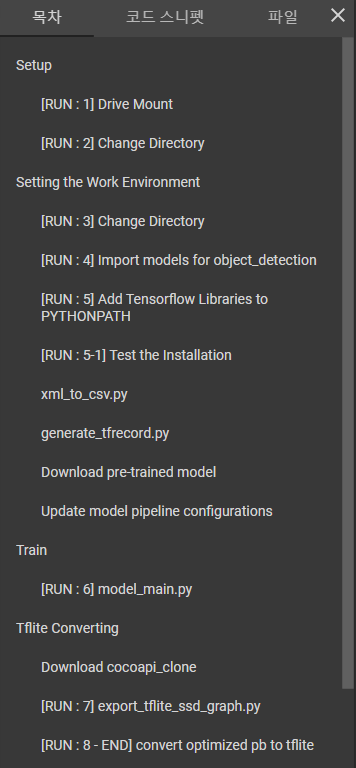 목차 코드 스니펫 파일
Setup
[RUN : 1] Drive Mount
[RUN : 2] Change Directory
Setting the Work Environment
[RUN : 3] Change Directory
[RUN : 4] Import models for object_detection
[RUN : 5] Add Tensorflow Libraries to
PYTHONPATH
[RUN : 5-1] Test the Installation
xml_to_csv.py
generate_tfrecord.py
Download pre-trained model
Update model pipeline configurations
Train
[RUN : 6] model_main.py
Tflite Converting
Download cocoapi_clone
[RUN : 7] export_tflite_ssd_graph.py
[RUN : 8 - END] convert optimized pb to tflite